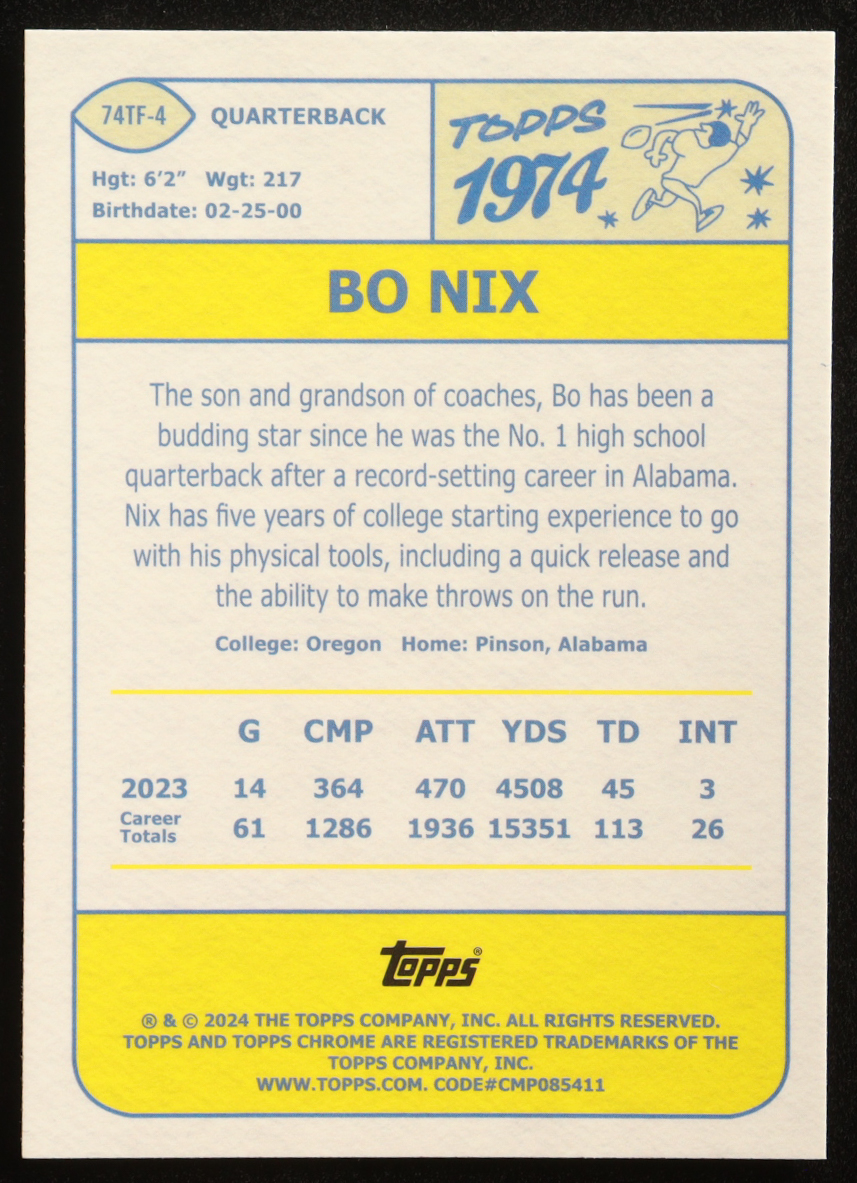 74TF-4 QUARTERBACK
Hgt: 6'2" Wgt: 217
Birthdate: 02-25-00
TOPPS
1974
BO NIX
The son and grandson of coaches, Bo has been a
budding star since he was the No. 1 high school
quarterback after a record-setting career in Alabama.
Nix has five years of college starting experience to go
with his physical tools, including a quick release and
the ability to make throws on the run.
College: Oregon Home: Pinson, Alabama
G CMP ATT YDS TD INT
2023 14 364 470 4508 45 3
Career
Totals 61 1286 1936 15351 113 26
topps®
® & © 2024 THE TOPPS COMPANY, INC. ALL RIGHTS RESERVED.
TOPPS AND TOPPS CHROME ARE REGISTERED TRADEMARKS OF THE
TOPPS COMPANY, INC.
WWW.TOPPS.COM. CODE#CMP085411